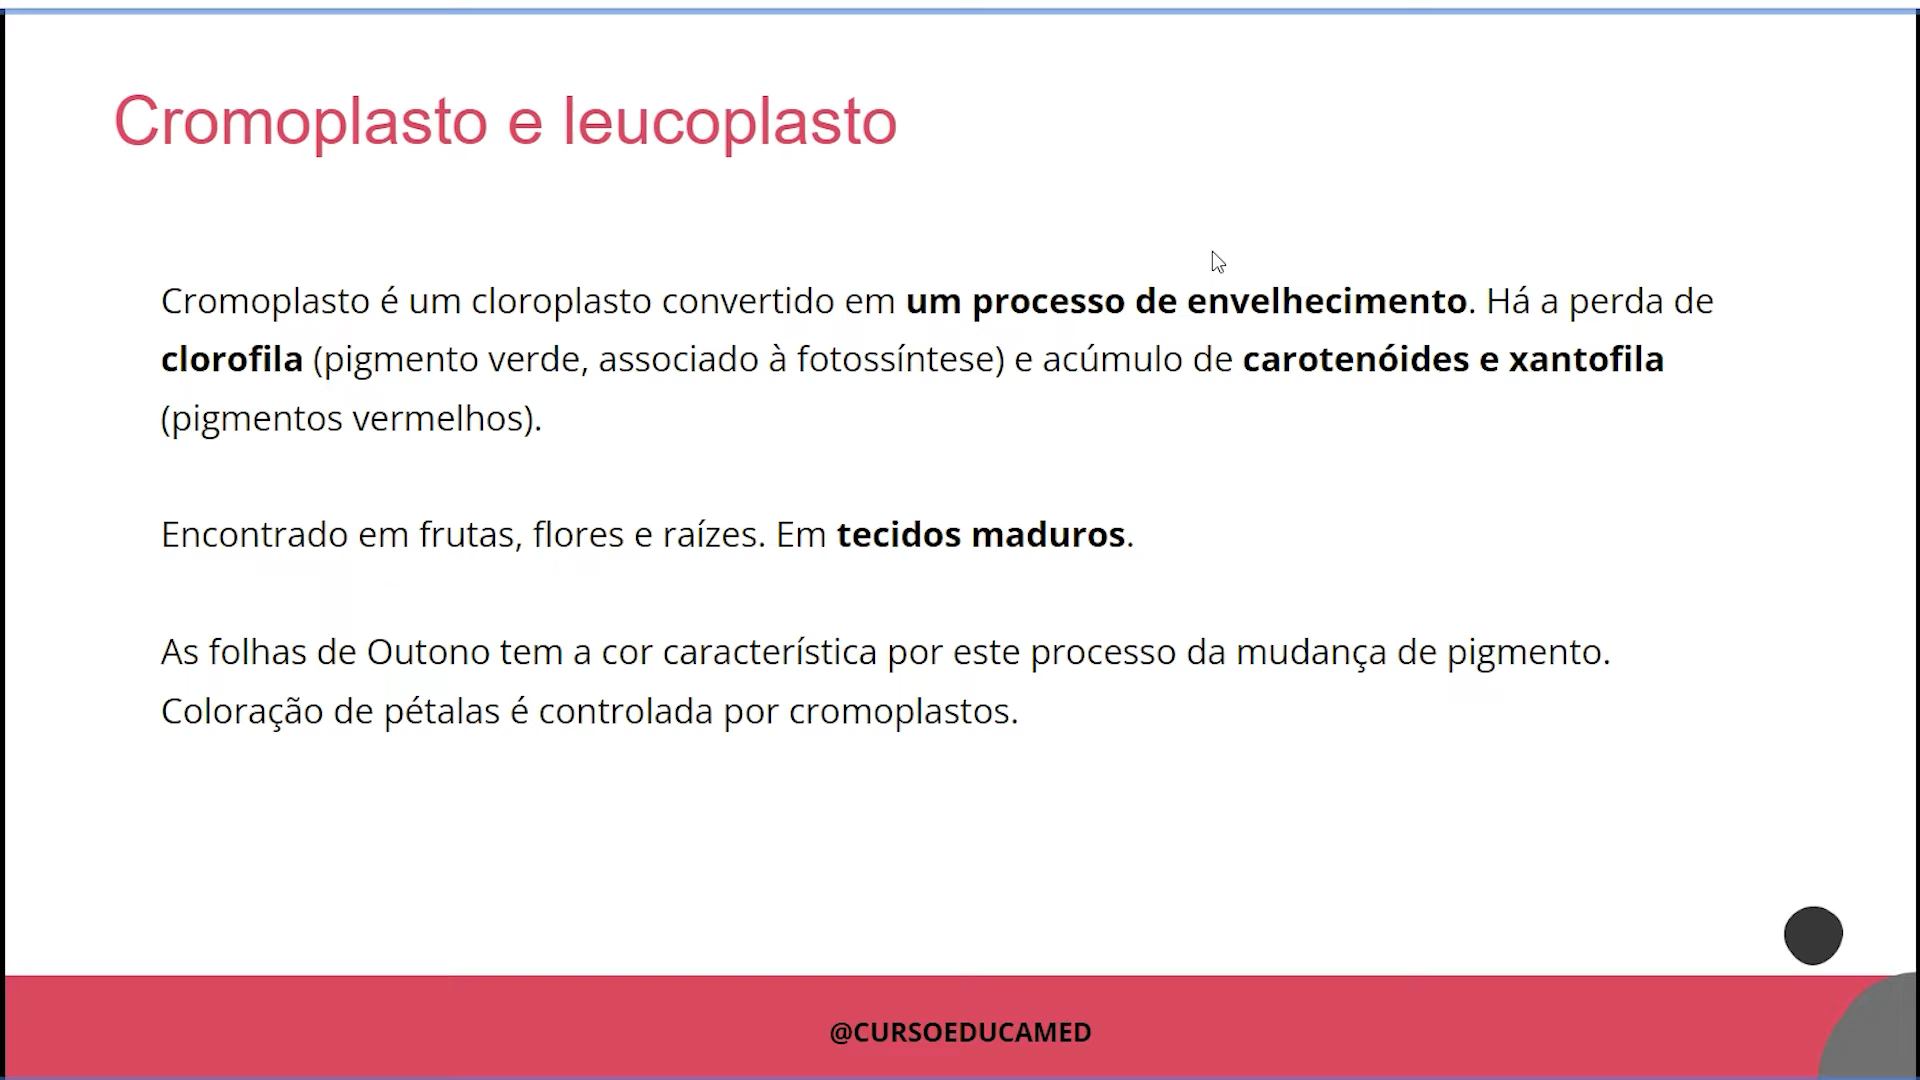 Cromoplasto e leucoplasto
Cromoplasto é um cloroplasto convertido em um processo de envelhecimento. Há a perda de
clorofila (pigmento verde, associado à fotossíntese) e acúmulo de carotenóides e xantofila
(pigmentos vermelhos).
Encontrado em frutas, flores e raízes. Em tecidos maduros.
As folhas de Outono tem a cor característica por este processo da mudança de pigmento.
Coloração de pétalas é controlada por cromoplastos.
@CURSOEDUCAMED